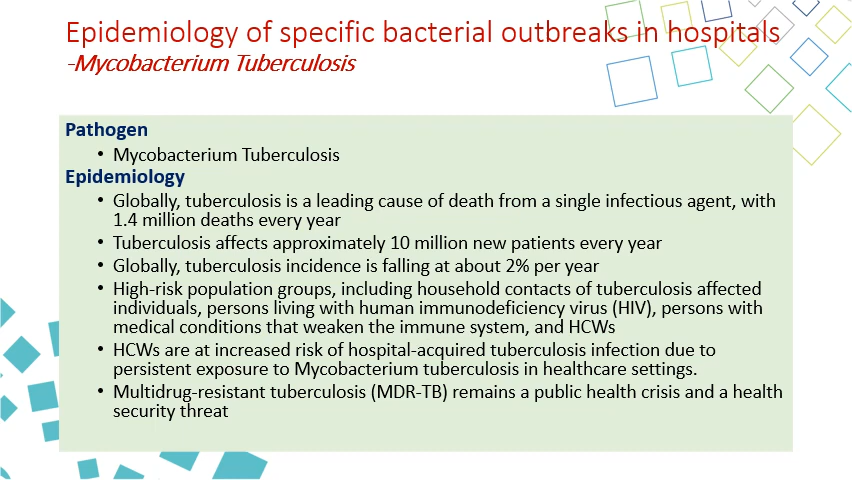 Epidemiology of specific bacterial outbreaks in hospitals
-Mycobacterium Tuberculosis
Pathogen
• Mycobacterium Tuberculosis
Epidemiology
• Globally, tuberculosis is a leading cause of death from a single infectious agent, with
1.4 million deaths every year
• Tuberculosis affects approximately 10 million new patients every year
• Globally, tuberculosis incidence is falling at about 2% per year
• High-risk population groups, including household contacts of tuberculosis affected
individuals, persons living with human immunodeficiency virus (HIV), persons with
medical conditions that weaken the immune system, and HCWs
• HCWs are at increased risk of hospital-acquired tuberculosis infection due to
persistent exposure to Mycobacterium tuberculosis in healthcare settings.
• Multidrug-resistant tuberculosis (MDR-TB) remains a public health crisis and a health
security threat